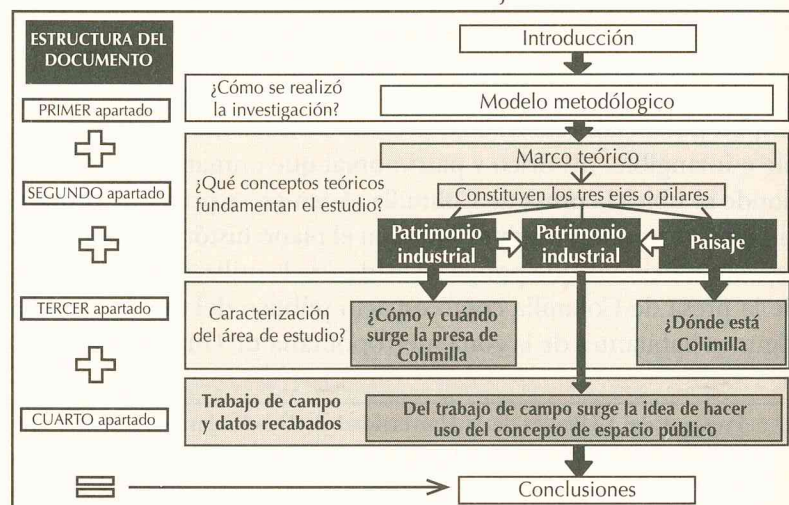 ESTRUCTURA DEL
DOCUMENTO
Introducción
PRIMER apartado
¿Cómo se realizó
la investigación?
Modelo metodólogico
SEGUNDO apartado
¿Qué conceptos teóricos
fundamentan el estudio?
Marco teórico
Constituyen los tres ejes o pilares
Patrimonio
industrial
Patrimonio
industrial
Paisaje
TERCER apartado
Caracterización
del área de estudio?
¿Cómo y cuándo
surge la presa de
Colimilla
¿Dónde está
Colimilla
CUARTO apartado
Trabajo de campo
y datos recabados
Del trabajo de campo surge la idea de hacer
uso del concepto de espacio público
Conclusiones